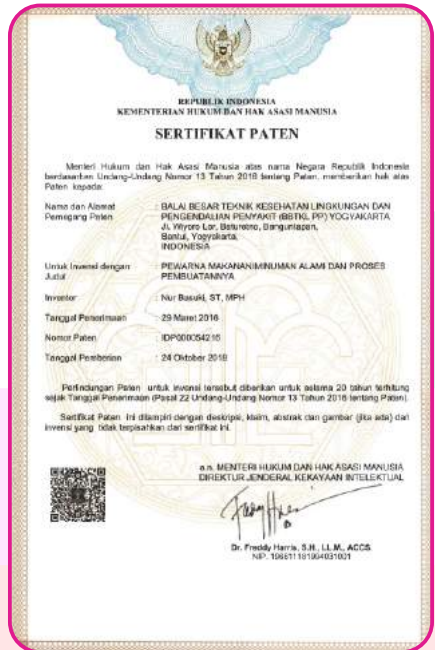 REPUBLIK INDONESIA
KEMENTERIAN HUKUM DAN HAK ASASI MANUSIA
SERTIFIKAT PATEN
Menteri Hukum dan Hak Asasi Manusia atas nama Negara Republik Indonesia
berdasarkan Undang-Undang Nomor 13 Tahun 2016 tentang Paten, memberikan hak atas
Paten kepada:
Nama dan Alamat Pemegang Paten : BALAI BESAR TEKNIK KESEHATAN LINGKUNGAN DAN
PENGENDALIAN PENYAKIT (BBTKL PP) YOGYAKARTA
Jl. Wiyoro Lor, Baturetno, Banguntapan,
Bantul, Yogyakarta,
INDONESIA
Untuk Invensi dengan Judul : PEWARNA MAKANAN/MINUMAN ALAMI DAN PROSES
PEMBUATANNYA
Inventor : Nur Basuki, ST, MPH
Tanggal Penerimaan : 29 Maret 2016
Nomor Paten : IDP000054216
Tanggal Pemberian : 24 Oktober 2018
Perlindungan Paten untuk invensi tersebut diberikan untuk selama 20 tahun terhitung
sejak Tanggal Penerimaan (Pasal 22 Undang-Undang Nomor 13 Tahun 2016 tentang Paten).
Sertifikat Paten ini dilampiri dengan deskripsi, klaim, abstrak dan gambar (jika ada) dari
invensi yang tidak terpisahkan dari sertifikat ini.
a.n. MENTERI HUKUM DAN HAK ASASI MANUSIA
DIREKTUR JENDERAL KEKAYAAN INTELEKTUAL
Dr. Freddy Harris, S.H., LL.M., ACCS
NIP. 196611181994031001